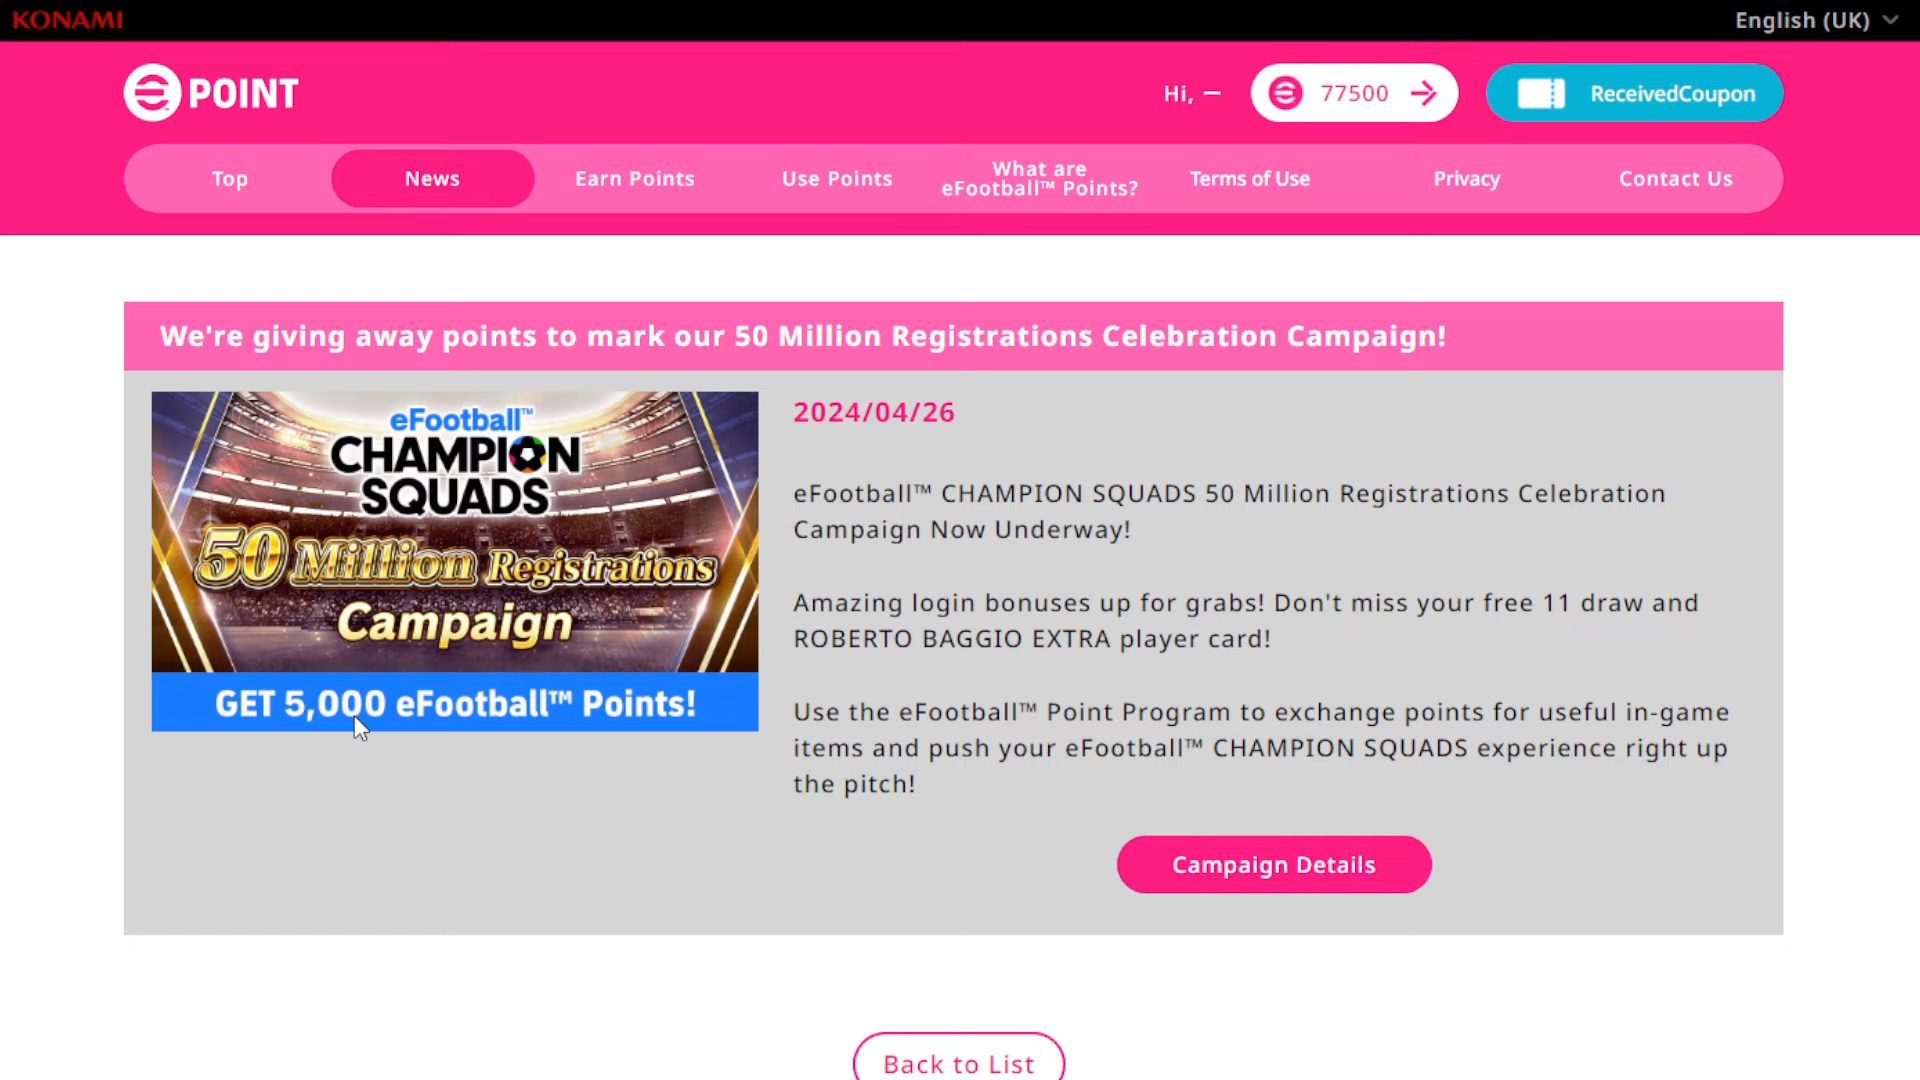 KONAMI
English (UK)
POINT
Hi, —
77500
ReceivedCoupon
Top
News
Earn Points
Use Points
What are
eFootball™ Points?
Terms of Use
Privacy
Contact Us
We're giving away points to mark our 50 Million Registrations Celebration Campaign!
eFootball™
CHAMPION
SQUADS
50 Million Registrations
Campaign
GET 5,000 eFootball™ Points!
2024/04/26
eFootball™ CHAMPION SQUADS 50 Million Registrations Celebration
Campaign Now Underway!
Amazing login bonuses up for grabs! Don't miss your free 11 draw and
ROBERTO BAGGIO EXTRA player card!
Use the eFootball™ Point Program to exchange points for useful in-game
items and push your eFootball™ CHAMPION SQUADS experience right up
the pitch!
Campaign Details
Back to List